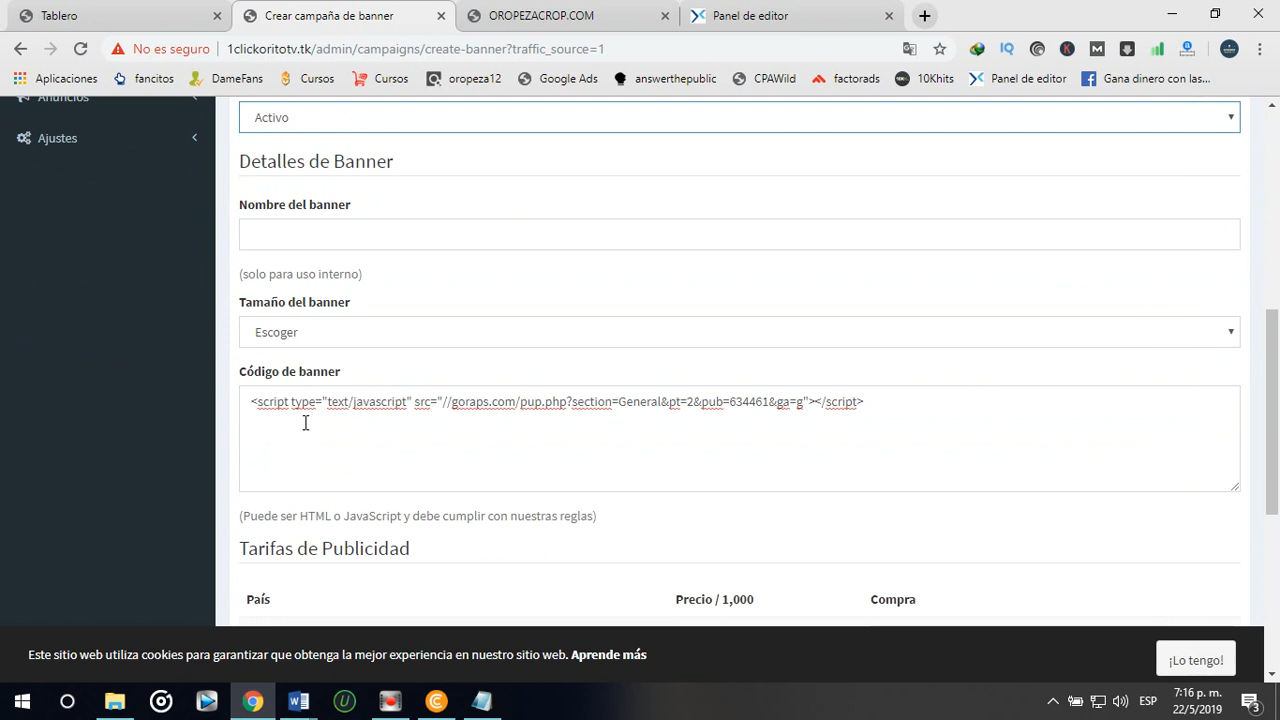 Tablero
Crear campaña de banner
OROPEZACROP.COM
Panel de editor
No es seguro
1clickoritotv.tk/admin/campaigns/create-banner?traffic_source=1
Aplicaciones
fancitos
DameFans
Cursos
Cursos
oropeza12
Google Ads
answerthepublic
CPAWild
factorads
10Khits
Panel de editor
Gana dinero con las...
Anuncios
Ajustes
Activo
Detalles de Banner
Nombre del banner
(solo para uso interno)
Tamaño del banner
Escoger
Código de banner
<script type="text/javascript" src="//goraps.com/pup.php?section=General&pt=2&pub=634461&ga=g"></script>
(Puede ser HTML o JavaScript y debe cumplir con nuestras reglas)
Tarifas de Publicidad
País
Precio / 1,000
Compra
Este sitio web utiliza cookies para garantizar que obtenga la mejor experiencia en nuestro sitio web. Aprende más
¡Lo tengo!
ESP
7:16 p. m.
22/5/2019
3